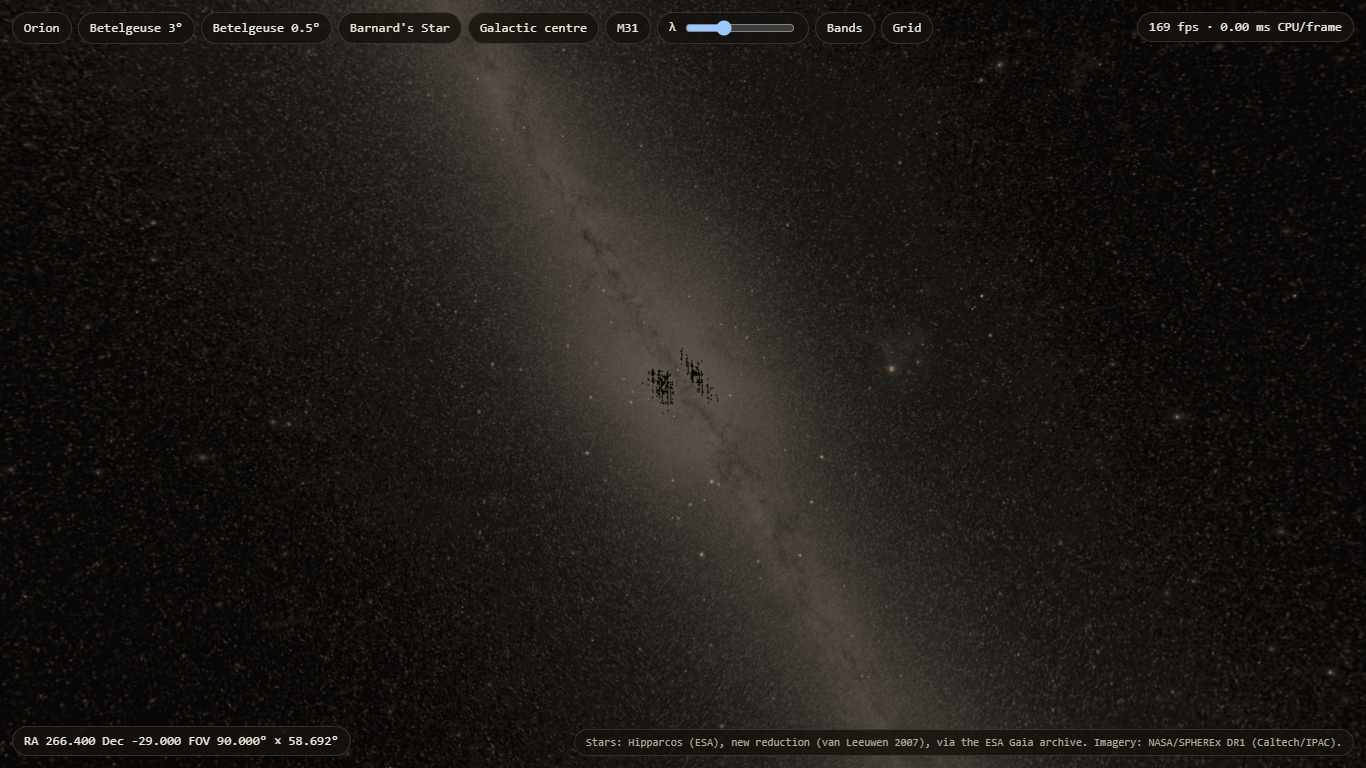 Orion
Betelgeuse 3°
Betelgeuse 0.5°
Barnard's Star
Galactic centre
M31
λ
Bands
Grid
169 fps · 0.00 ms CPU/frame
RA 266.400 Dec -29.000 FOV 90.000° × 58.692°
Stars: Hipparcos (ESA), new reduction (van Leeuwen 2007), via the ESA Gaia archive. Imagery: NASA/SPHEREx DR1 (Caltech/IPAC).